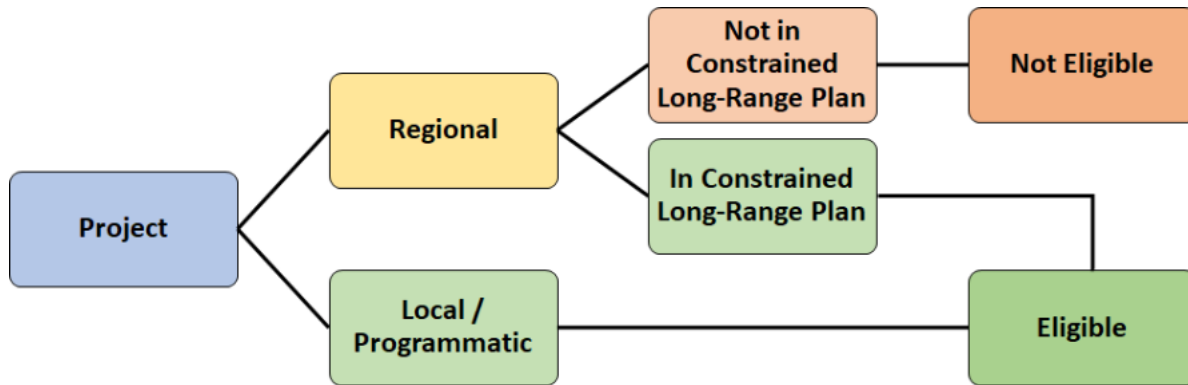 Not in
Constrained
Long-Range Plan
Not Eligible
Regional
In Constrained
Long-Range Plan
Project
Local /
Programmatic
Eligible